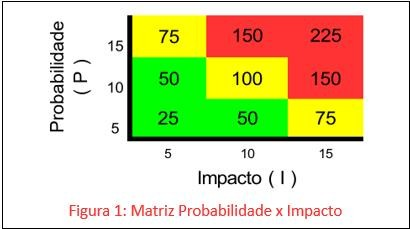 Probabilidade
( P )
15 75 150 225
10 50 100 150
5 25 50 75
5 10 15
Impacto ( I )
Figura 1: Matriz Probabilidade x Impacto